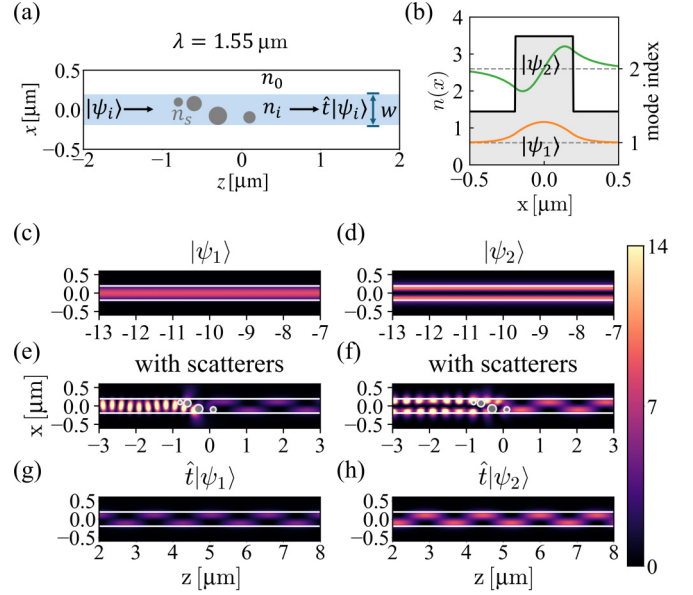 (a)
λ = 1.55 μm
x [μm]
0.5
0.0
−0.5
n₀
|ψᵢ⟩
nₛ
nᵢ
t̂|ψᵢ⟩
w
−2
−1
0
1
2
z[μm]
(b)
n(x)
4
3
2
1
0
|ψ₂⟩
|ψ₁⟩
2
1
mode index
−0.5
0.0
0.5
x [μm]
(c)
|ψ₁⟩
0.5
0.0
−0.5
-13 -12 -11 -10 -9 -8 -7
(d)
|ψ₂⟩
0.5
0.0
−0.5
-13 -12 -11 -10 -9 -8 -7
(e)
with scatterers
x [μm]
0.5
0.0
−0.5
−3 −2 −1 0 1 2 3
(f)
with scatterers
0.5
0.0
−0.5
−3 −2 −1 0 1 2 3
(g)
t̂|ψ₁⟩
0.5
0.0
−0.5
2 3 4 5 6 7 8
z [μm]
(h)
t̂|ψ₂⟩
0.5
0.0
−0.5
2 3 4 5 6 7 8
z [μm]
14
7
0